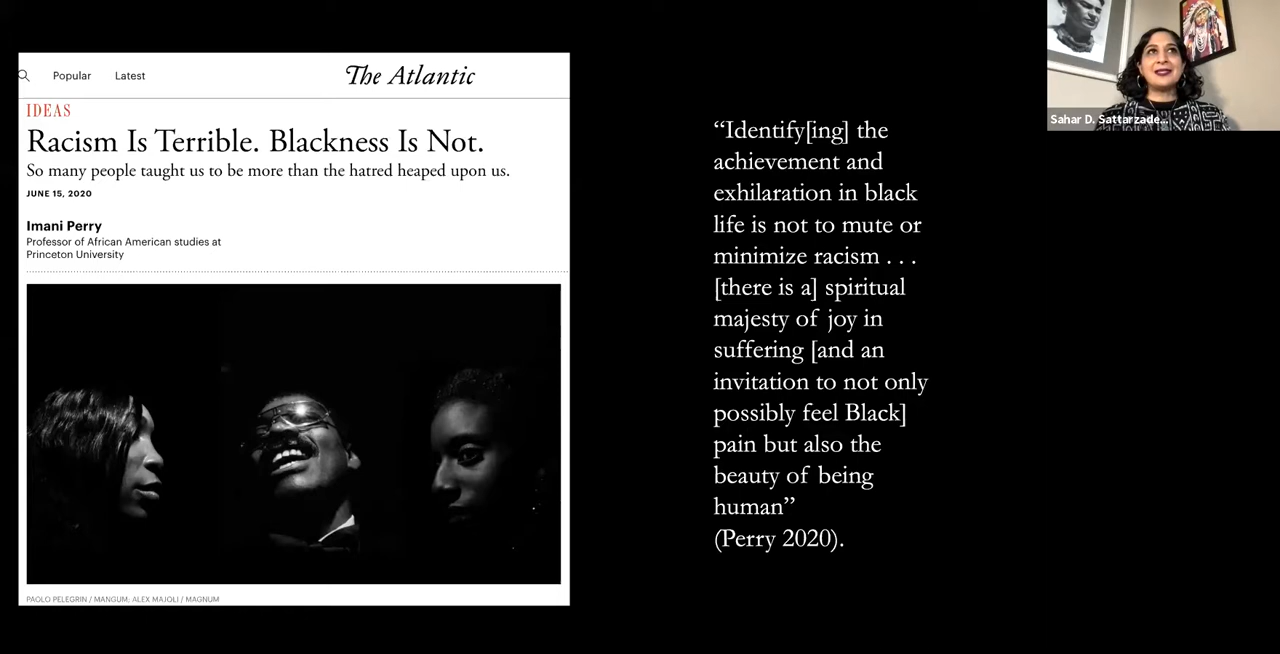 Popular Latest The Atlantic
IDEAS
Racism Is Terrible. Blackness Is Not.
So many people taught us to be more than the hatred heaped upon us.
JUNE 15, 2020
Imani Perry
Professor of African American studies at
Princeton University
PAOLO PELEGRIN / MANGUM; ALEX MAJOLI / MAGNUM
“Identify[ing] the
achievement and
exhilaration in black
life is not to mute or
minimize racism . . .
[there is a] spiritual
majesty of joy in
suffering [and an
invitation to not only
possibly feel Black]
pain but also the
beauty of being
human”
(Perry 2020).
Sahar D. Sattarzade...